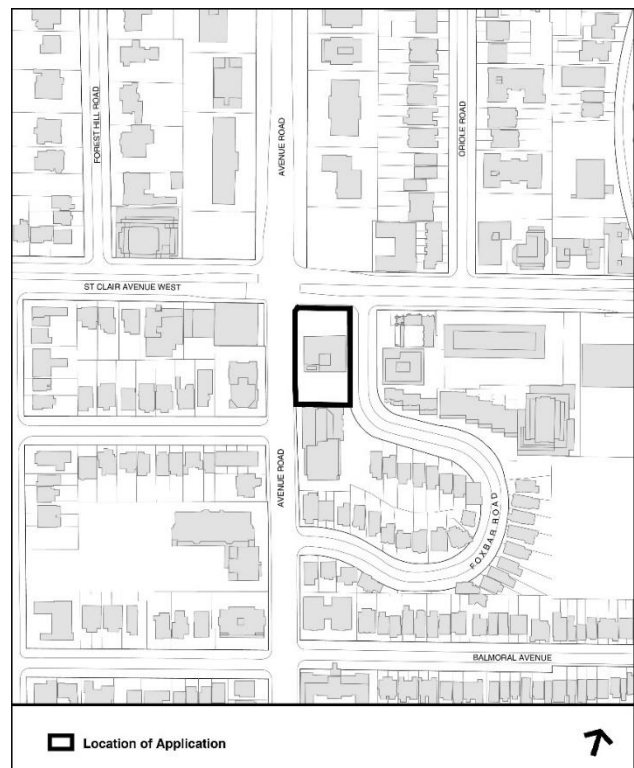 FOREST HILL ROAD
AVENUE ROAD
ORIOLE ROAD
ST CLAIR AVENUE WEST
AVENUE ROAD
FOXBAR ROAD
BALMORAL AVENUE
Location of Application